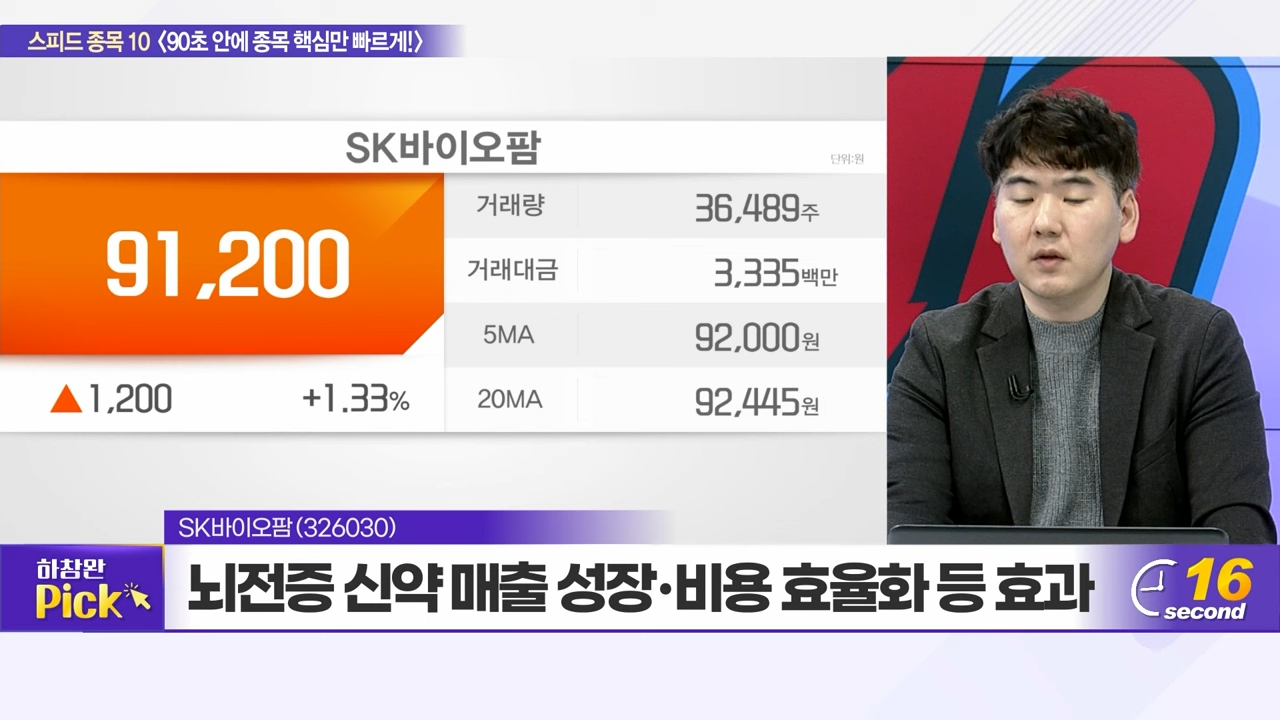 스피드 종목 10 〈90초 안에 종목 핵심만 빠르게!〉
SK바이오팜
단위:원
91,200
▲1,200 +1.33%
거래량 36,489주
거래대금 3,335백만
5MA 92,000원
20MA 92,445원
SK바이오팜(326030)
하창완
Pick
뇌전증 신약 매출 성장·비용 효율화 등 효과
16
second